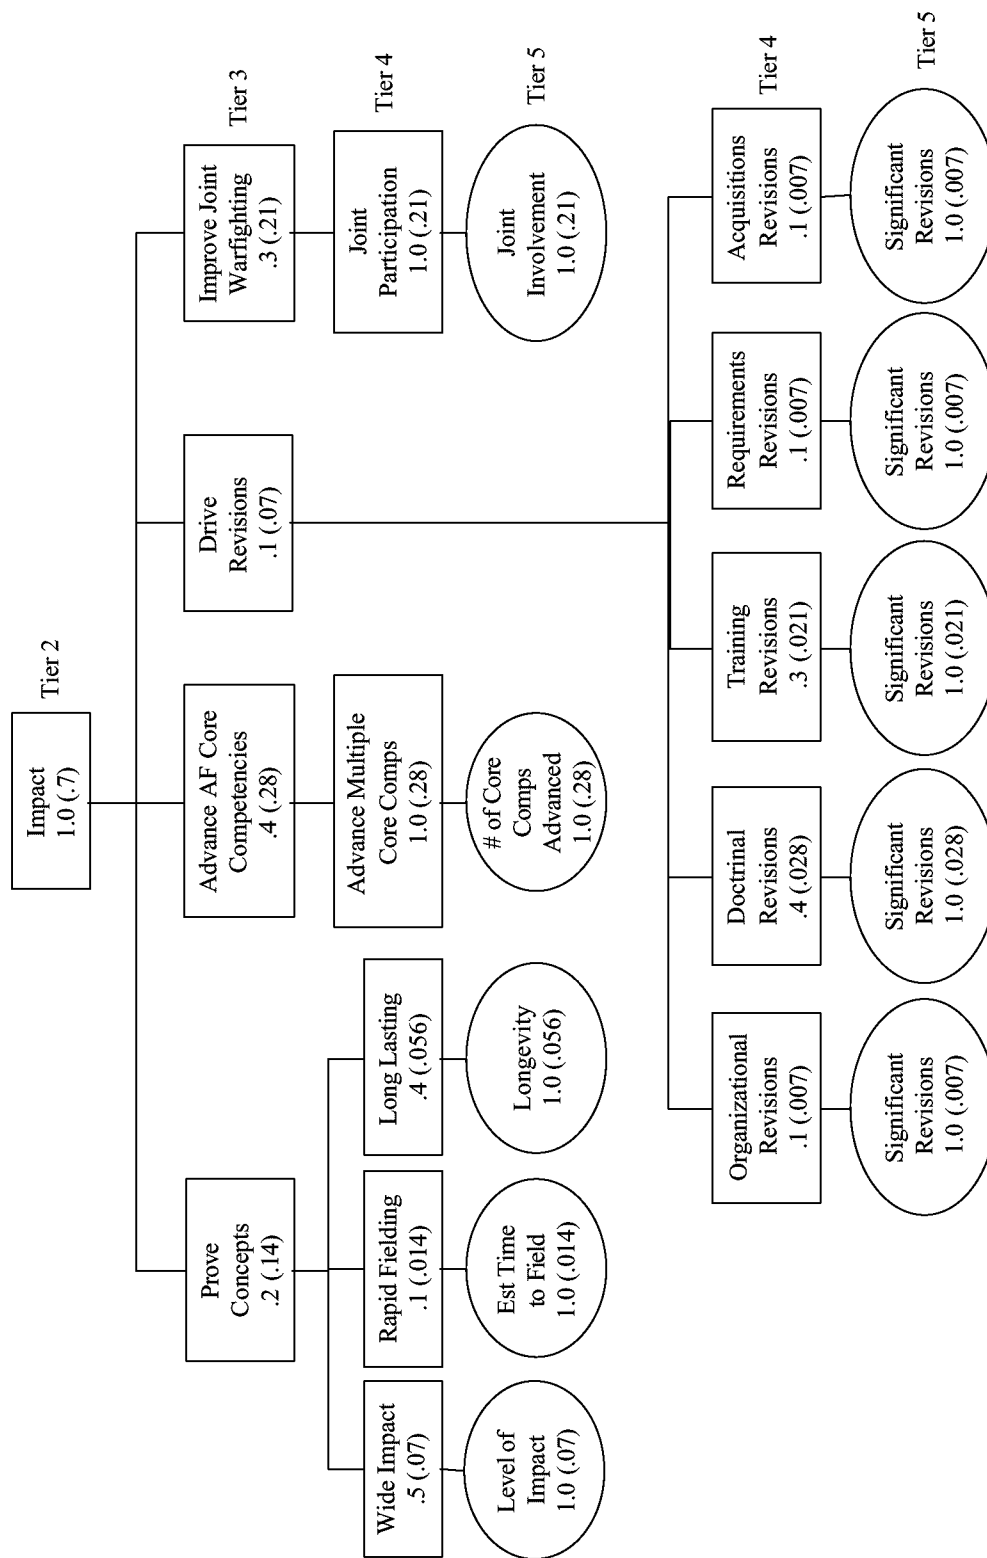 Impact
1.0 (.7)
Tier 2
Prove
Concepts
.2 (.14)
Advance AF Core
Competencies
.4 (.28)
Drive
Revisions
.1 (.07)
Improve Joint
Warfighting
.3 (.21)
Tier 3
Wide Impact
.5 (.07)
Rapid Fielding
.1 (.014)
Long Lasting
.4 (.056)
Advance Multiple
Core Comps
1.0 (.28)
Joint
Participation
1.0 (.21)
Tier 4
Level of
Impact
1.0 (.07)
Est Time
to Field
1.0 (.014)
Longevity
1.0 (.056)
# of Core
Comps
Advanced
1.0 (.28)
Joint
Involvement
1.0 (.21)
Tier 5
Organizational
Revisions
.1 (.007)
Doctrinal
Revisions
.4 (.028)
Training
Revisions
.3 (.021)
Requirements
Revisions
.1 (.007)
Acquisitions
Revisions
.1 (.007)
Tier 4
Significant
Revisions
1.0 (.007)
Significant
Revisions
1.0 (.028)
Significant
Revisions
1.0 (.021)
Significant
Revisions
1.0 (.007)
Significant
Revisions
1.0 (.007)
Tier 5